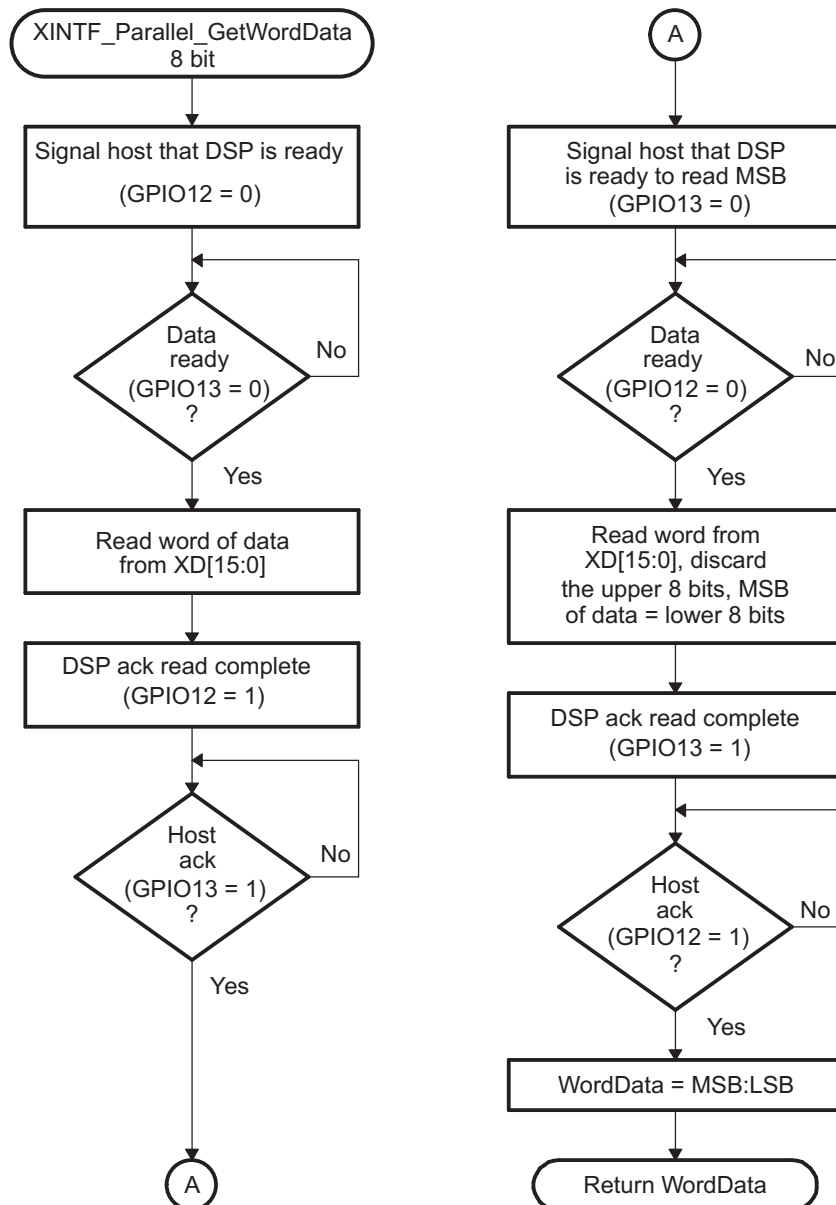 XINTF_Parallel_GetWordData
8 bit
Signal host that DSP is ready
(GPIO12 = 0)
Data
ready
(GPIO13 = 0)
?
No
Yes
Read word of data
from XD[15:0]
DSP ack read complete
(GPIO12 = 1)
Host
ack
(GPIO13 = 1)
?
No
Yes
A
A
Signal host that DSP
is ready to read MSB
(GPIO13 = 0)
Data
ready
(GPIO12 = 0)
?
No
Yes
Read word from
XD[15:0], discard
the upper 8 bits, MSB
of data = lower 8 bits
DSP ack read complete
(GPIO13 = 1)
Host
ack
(GPIO12 = 1)
?
No
Yes
WordData = MSB:LSB
Return WordData